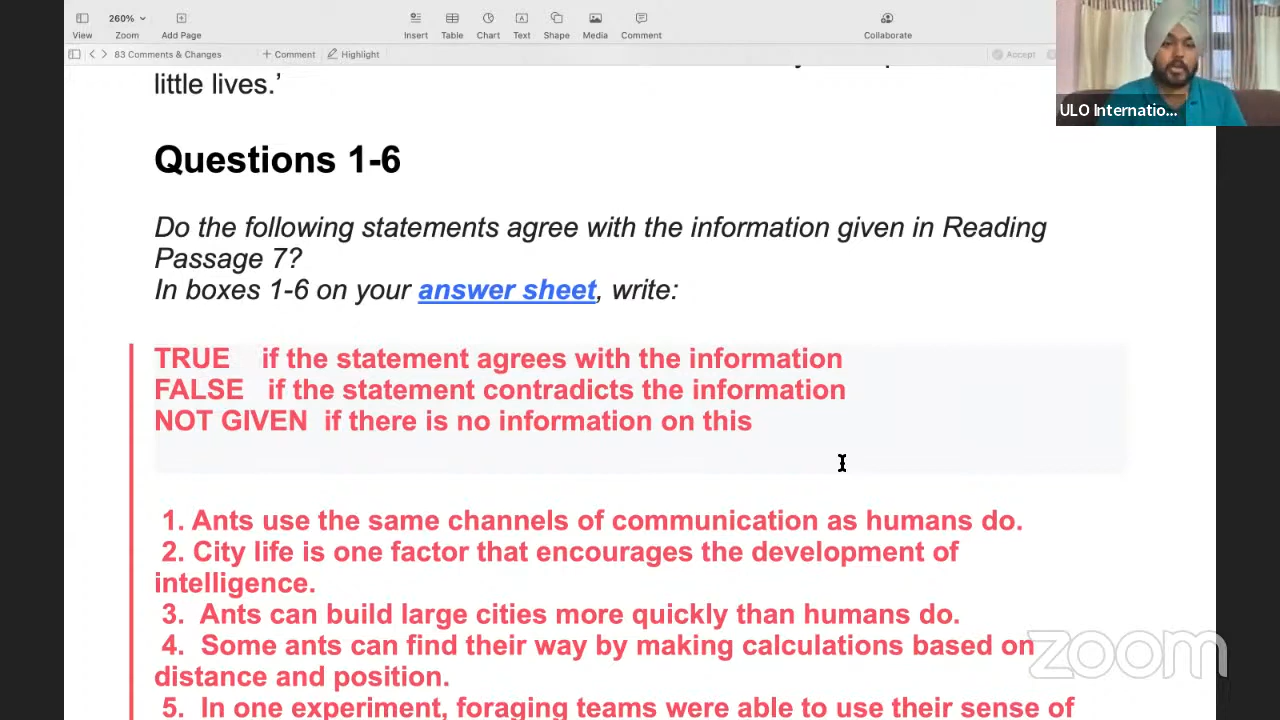 260%
View
Zoom
Add Page
Insert
Table
Chart
Text
Shape
Media
Comment
Collaborate
83 Comments & Changes
Comment
Highlight
Accept
ULO Internatio...
little lives.’
Questions 1-6
Do the following statements agree with the information given in Reading
Passage 7?
In boxes 1-6 on your answer sheet, write:
TRUE if the statement agrees with the information
FALSE if the statement contradicts the information
NOT GIVEN if there is no information on this
1. Ants use the same channels of communication as humans do.
2. City life is one factor that encourages the development of
intelligence.
3. Ants can build large cities more quickly than humans do.
4. Some ants can find their way by making calculations based on
distance and position.
5. In one experiment, foraging teams were able to use their sense of
zoom